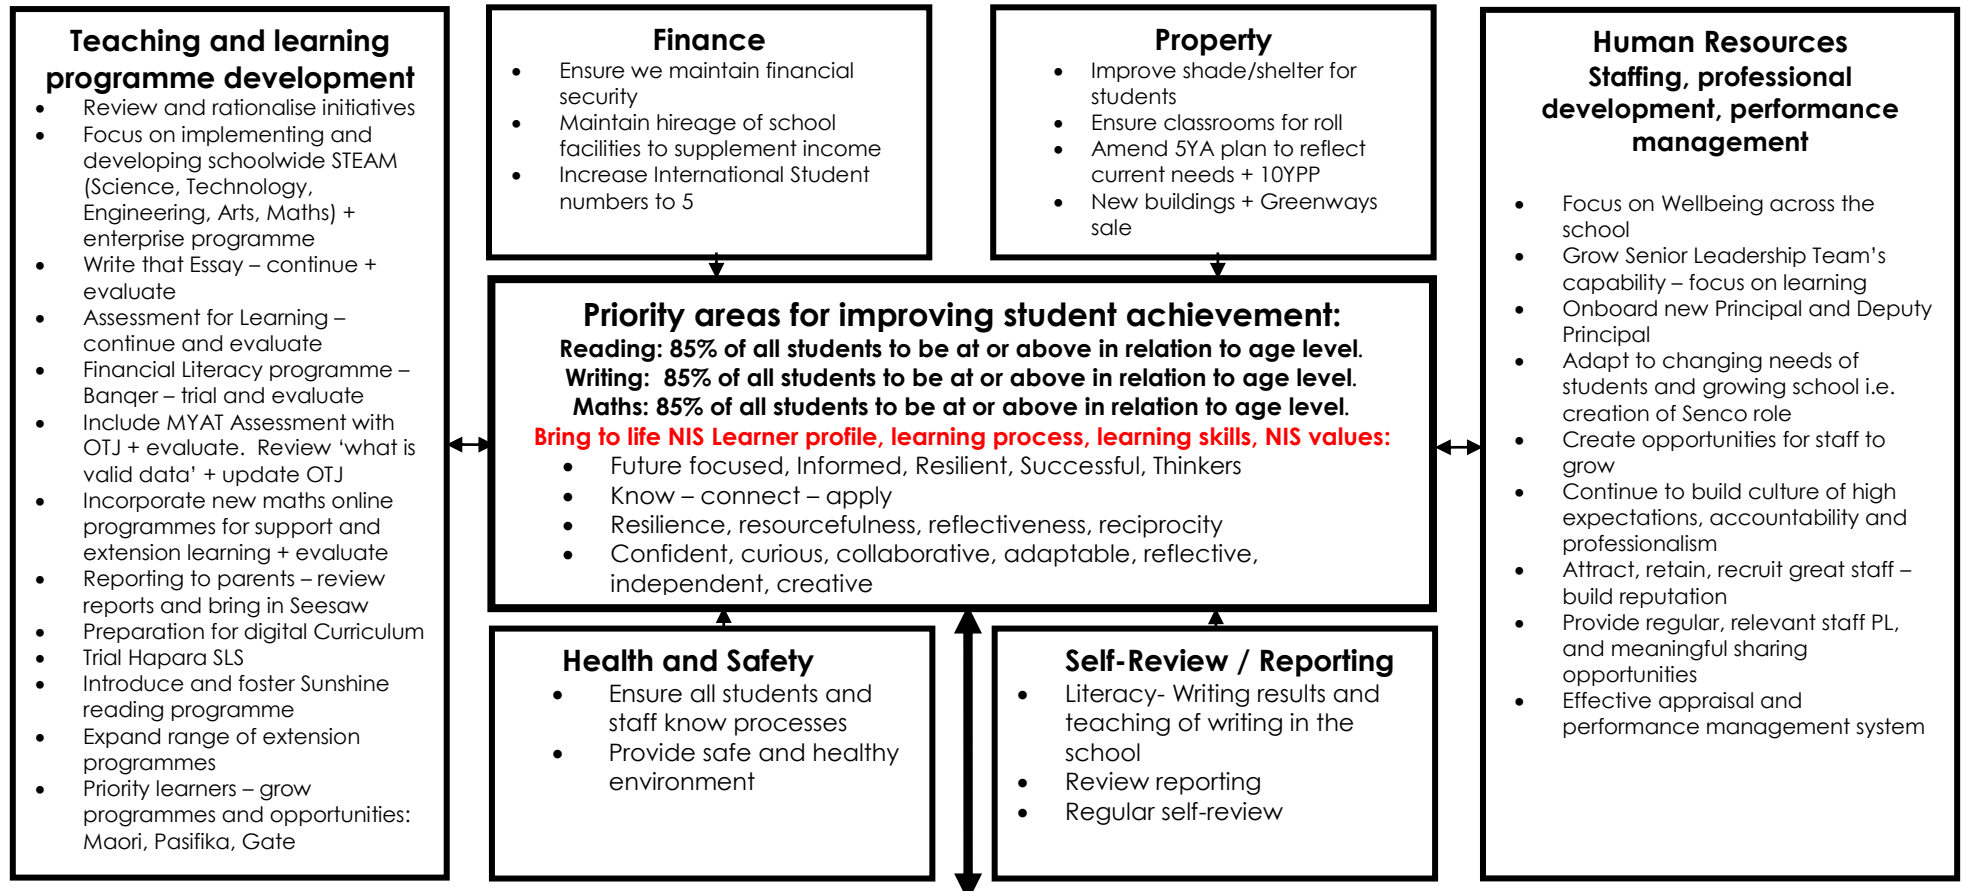 Teaching and learning
programme development
• Review and rationalise initiatives
• Focus on implementing and
developing schoolwide STEAM
(Science, Technology,
Engineering, Arts, Maths) +
enterprise programme
• Write that Essay – continue +
evaluate
• Assessment for Learning –
continue and evaluate
• Financial Literacy programme –
Banqer – trial and evaluate
• Include MYAT Assessment with
OTJ + evaluate.  Review ‘what is
valid data’ + update OTJ
• Incorporate new maths online
programmes for support and
extension learning + evaluate
• Reporting to parents – review
reports and bring in Seesaw
• Preparation for digital Curriculum
• Trial Hapara SLS
• Introduce and foster Sunshine
reading programme
• Expand range of extension
programmes
• Priority learners – grow
programmes and opportunities:
Maori, Pasifika, Gate
Finance
• Ensure we maintain financial
security
• Maintain hireage of school
facilities to supplement income
• Increase International Student
numbers to 5
Property
• Improve shade/shelter for
students
• Ensure classrooms for roll
• Amend 5YA plan to reflect
current needs + 10YPP
• New buildings + Greenways
sale
Priority areas for improving student achievement:
Reading: 85% of all students to be at or above in relation to age level.
Writing:  85% of all students to be at or above in relation to age level.
Maths: 85% of all students to be at or above in relation to age level.
Bring to life NIS Learner profile, learning process, learning skills, NIS values:
• Future focused, Informed, Resilient, Successful, Thinkers
• Know – connect – apply
• Resilience, resourcefulness, reflectiveness, reciprocity
• Confident, curious, collaborative, adaptable, reflective,
independent, creative
Health and Safety
• Ensure all students and
staff know processes
• Provide safe and healthy
environment
Self-Review / Reporting
• Literacy- Writing results and
teaching of writing in the
school
• Review reporting
• Regular self-review
Human Resources
Staffing, professional
development, performance
management
• Focus on Wellbeing across the
school
• Grow Senior Leadership Team’s
capability – focus on learning
• Onboard new Principal and Deputy
Principal
• Adapt to changing needs of
students and growing school i.e.
creation of Senco role
• Create opportunities for staff to
grow
• Continue to build culture of high
expectations, accountability and
professionalism
• Attract, retain, recruit great staff –
build reputation
• Provide regular, relevant staff PL,
and meaningful sharing
opportunities
• Effective appraisal and
performance management system